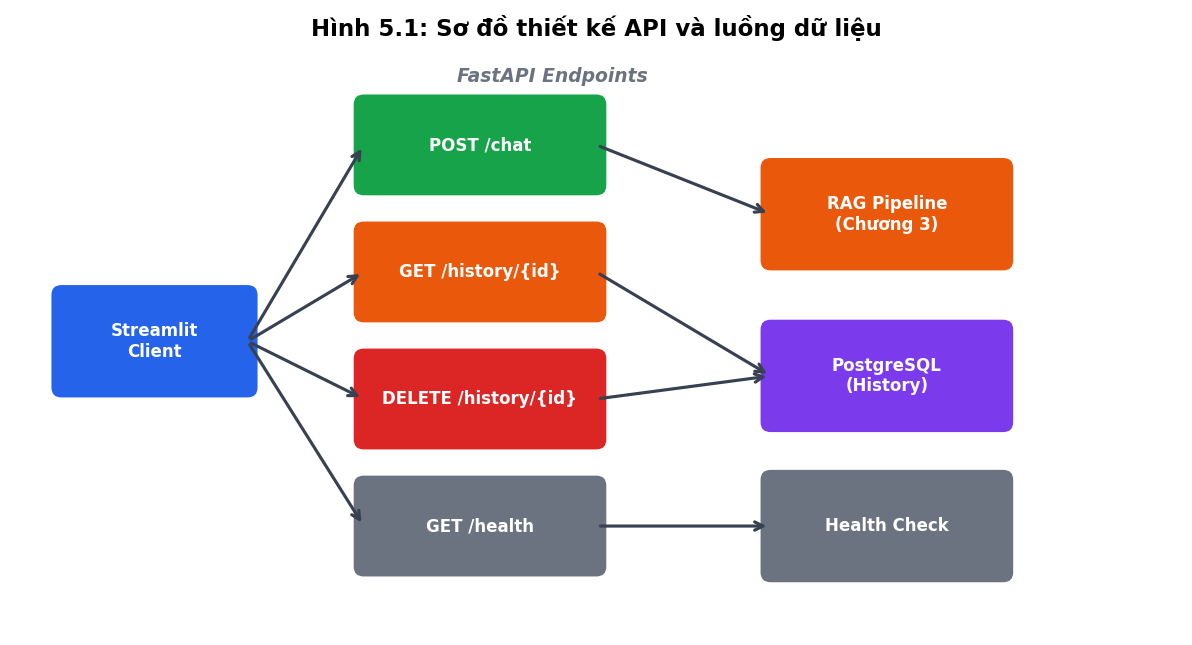 Hình 5.1: Sơ đồ thiết kế API và luồng dữ liệu
FastAPI Endpoints
Streamlit
Client
POST /chat
GET /history/{id}
DELETE /history/{id}
GET /health
RAG Pipeline
(Chương 3)
PostgreSQL
(History)
Health Check